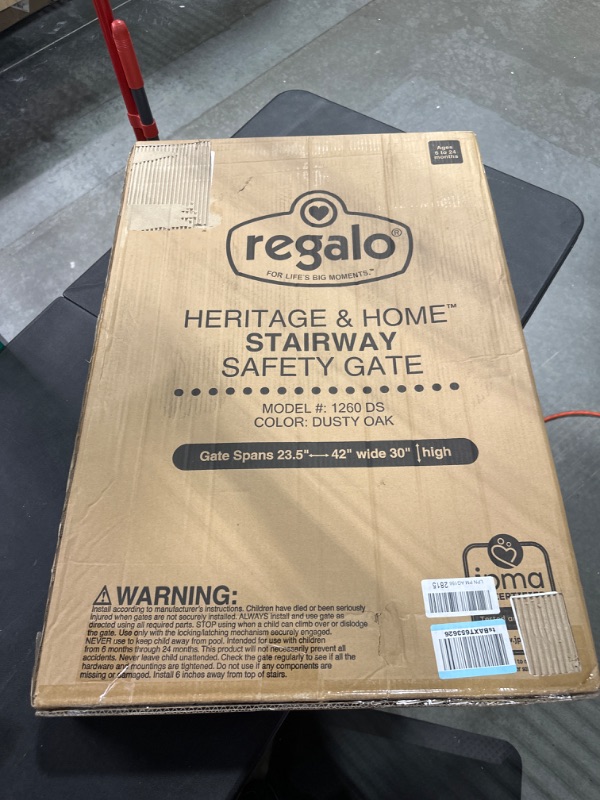 Ages
6 to 24
months
regalo®
FOR LIFE'S BIG MOMENTS.™
HERITAGE & HOME™
STAIRWAY
SAFETY GATE
MODEL #: 1260 DS
COLOR: DUSTY OAK
Gate Spans 23.5" ⟷ 42" wide 30" ↕ high
WARNING:
Install according to manufacturer's instructions. Children have died or been seriously
injured when gates are not securely installed. ALWAYS install and use gate as
directed using all required parts. STOP using when a child can climb over or dislodge
the gate. Use only with the locking/latching mechanism securely engaged.
NEVER use to keep child away from pool. Intended for use with children
from 6 months through 24 months. This product will not necessarily prevent all
accidents. Never leave child unattended. Check the gate regularly to see if all the
hardware and mountings are tightened. Do not use if any components are
missing or damaged. Install 6 inches away from top of stairs.
jpma
2815
tsBAXT653626